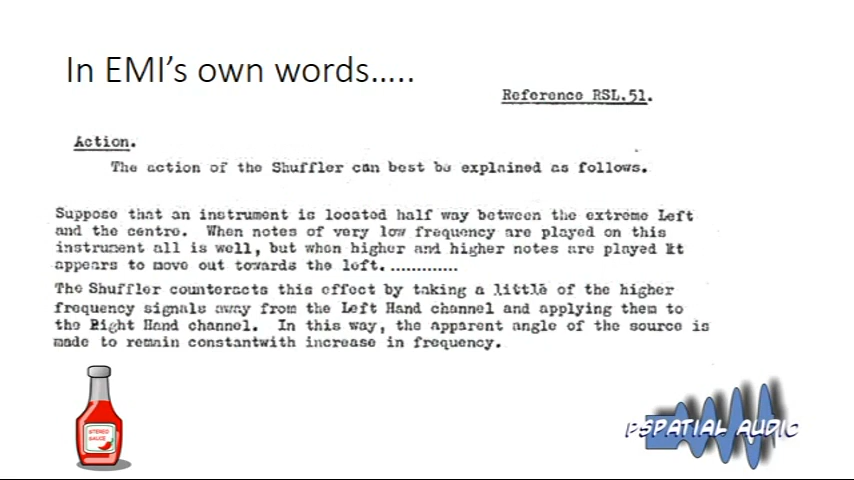 In EMI's own words.....
Reference RSL.51.
Action.
The action of the Shuffler can best be explained as follows.
Suppose that an instrument is located half way between the extreme Left
and the centre. When notes of very low frequency are played on this
instrument all is well, but when higher and higher notes are played it
appears to move out towards the left..............
The Shuffler counteracts this effect by taking a little of the higher
frequency signals away from the Left Hand channel and applying them to
the Right Hand channel. In this way, the apparent angle of the source is
made to remain constantwith increase in frequency.
STEREO
SAUCE
PSPATIAL AUDIO